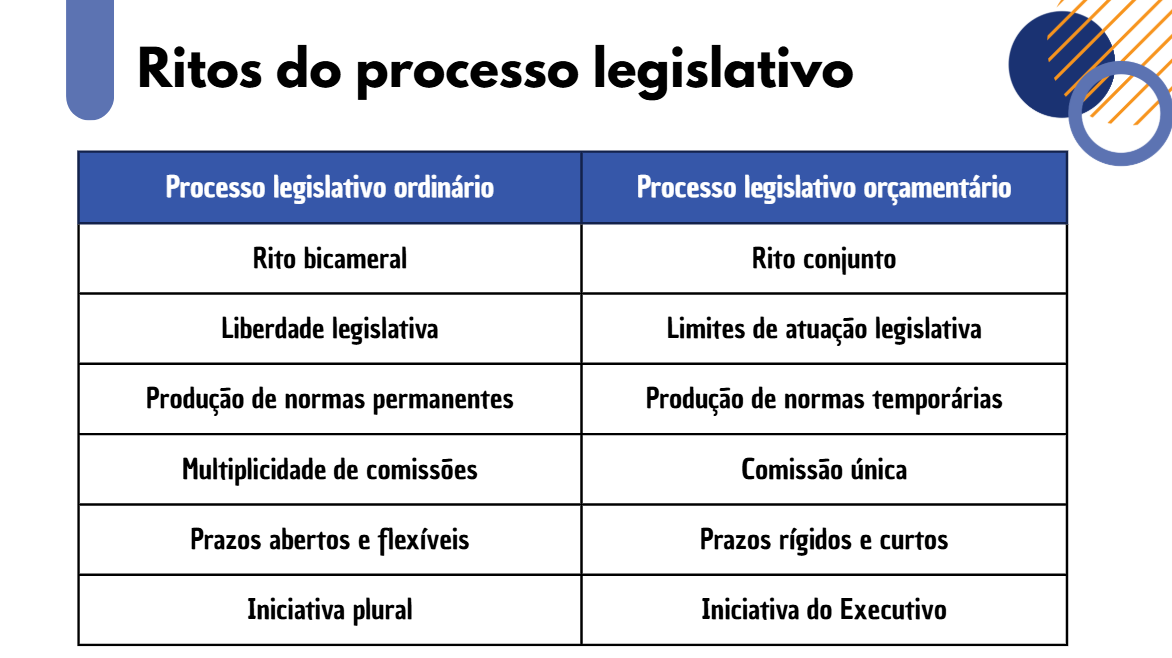 Ritos do processo legislativo
Processo legislativo ordinário
Processo legislativo orçamentário
Rito bicameral
Rito conjunto
Liberdade legislativa
Limites de atuação legislativa
Produção de normas permanentes
Produção de normas temporárias
Multiplicidade de comissões
Comissão única
Prazos abertos e flexíveis
Prazos rígidos e curtos
Iniciativa plural
Iniciativa do Executivo